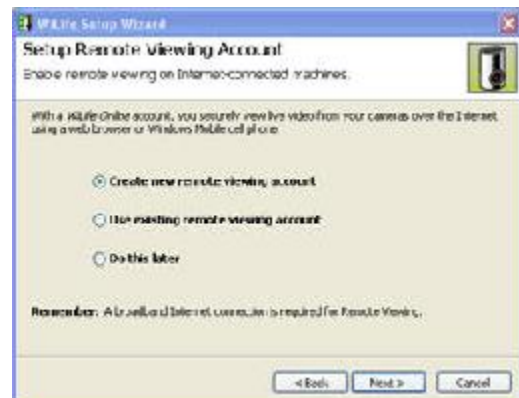 WiLife Setup Wizard
Setup Remote Viewing Account
Enable remote viewing on Internet-connected machines.
With a WiLife Online account, you securely view live video from your cameras over the Internet
using a web browser or Windows Mobile cell phone
Create new remote viewing account
Use existing remote viewing account
Do this later
Remember: A broadband Internet connection is required for Remote Viewing.
< Back
Next >
Cancel